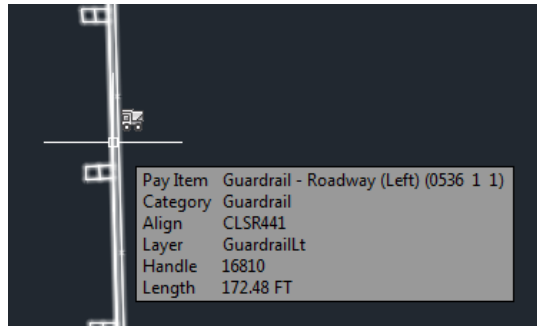 Pay Item Guardrail - Roadway (Left) (0536 1 1)
Category Guardrail
Align CLSR441
Layer GuardrailLt
Handle 16810
Length 172.48 FT